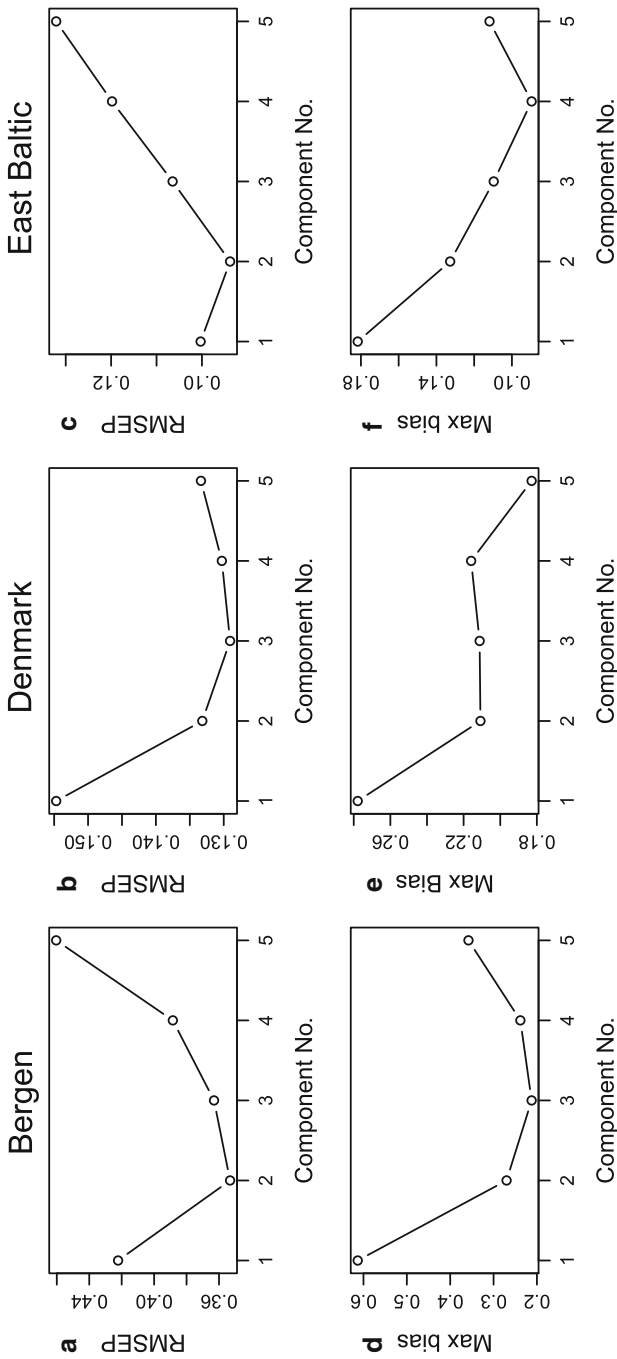 Bergen
a
RMSEP
0.36 0.40 0.44
1 2 3 4 5
Component No.
Denmark
b
RMSEP
0.130 0.140 0.150
1 2 3 4 5
Component No.
East Baltic
c
RMSEP
0.10 0.12
1 2 3 4 5
Component No.
d
Max bias
0.2 0.3 0.4 0.5 0.6
1 2 3 4 5
Component No.
e
Max Bias
0.18 0.22 0.26
1 2 3 4 5
Component No.
f
Max bias
0.10 0.14 0.18
1 2 3 4 5
Component No.